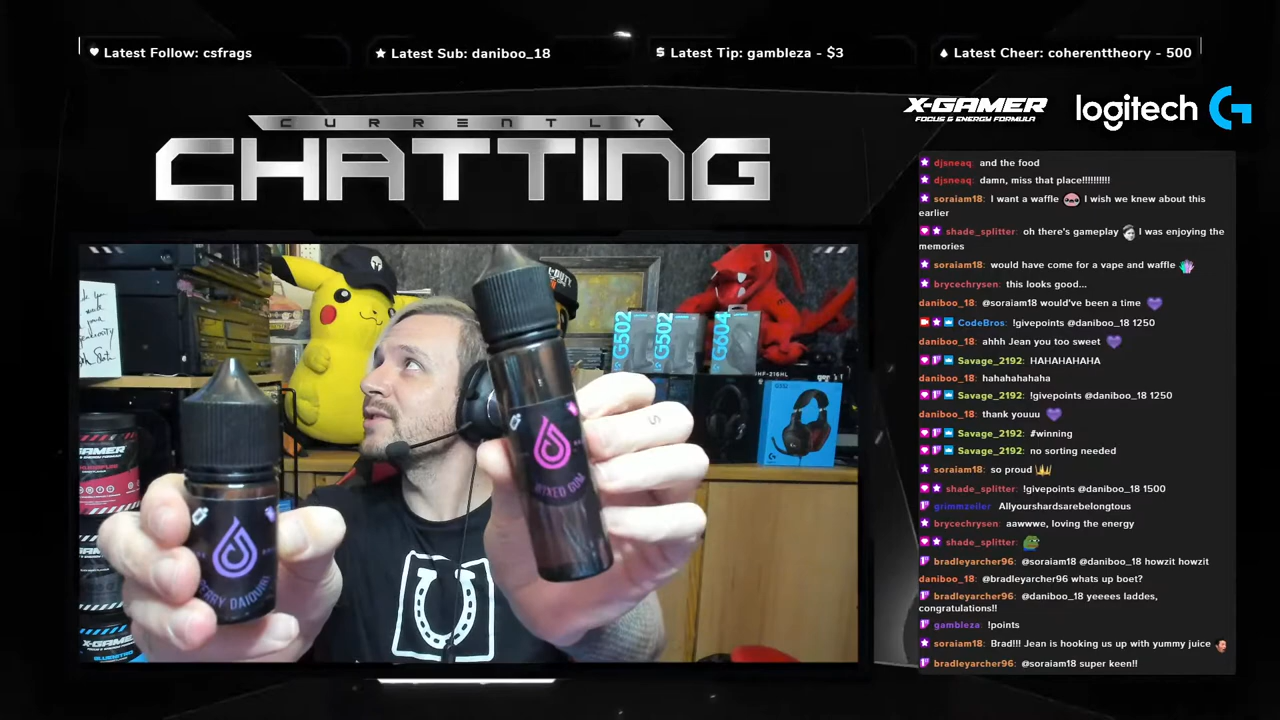 Latest Follow: csfrags
Latest Sub: daniboo_18
Latest Tip: gambleza - $3
Latest Cheer: coherenttheory - 500
X-GAMER
FOCUS & ENERGY FORMULA
logitech G
CURRENTLY
CHATTING
djsneaq: and the food
djsneaq: damn, miss that place!!!!!!!!!!
soraiam18: I want a waffle I wish we knew about this
earlier
shade_splitter: oh there's gameplay I was enjoying the
memories
soraiam18: would have come for a vape and waffle
brycechrysen: this looks good...
daniboo_18: @soraiam18 would've been a time
CodeBros: !givepoints @daniboo_18 1250
daniboo_18: ahhh Jean you too sweet
Savage_2192: HAHAHAHAHA
daniboo_18: hahahahahaha
Savage_2192: !givepoints @daniboo_18 1250
daniboo_18: thank youuu
Savage_2192: #winning
Savage_2192: no sorting needed
soraiam18: so proud
shade_splitter: !givepoints @daniboo_18 1500
grimmzeiler: Allyourshardsarebelongtous
brycechrysen: aawwwe, loving the energy
shade_splitter:
bradleyarcher96: @soraiam18 @daniboo_18 howzit howzit
daniboo_18: @bradleyarcher96 whats up boet?
bradleyarcher96: @daniboo_18 yeeees laddes,
congratulations!!
gambleza: !points
soraiam18: Brad!!! Jean is hooking us up with yummy juice
bradleyarcher96: @soraiam18 super keen!!
G502
G502
G604
MIXED GUM
X-GAMER